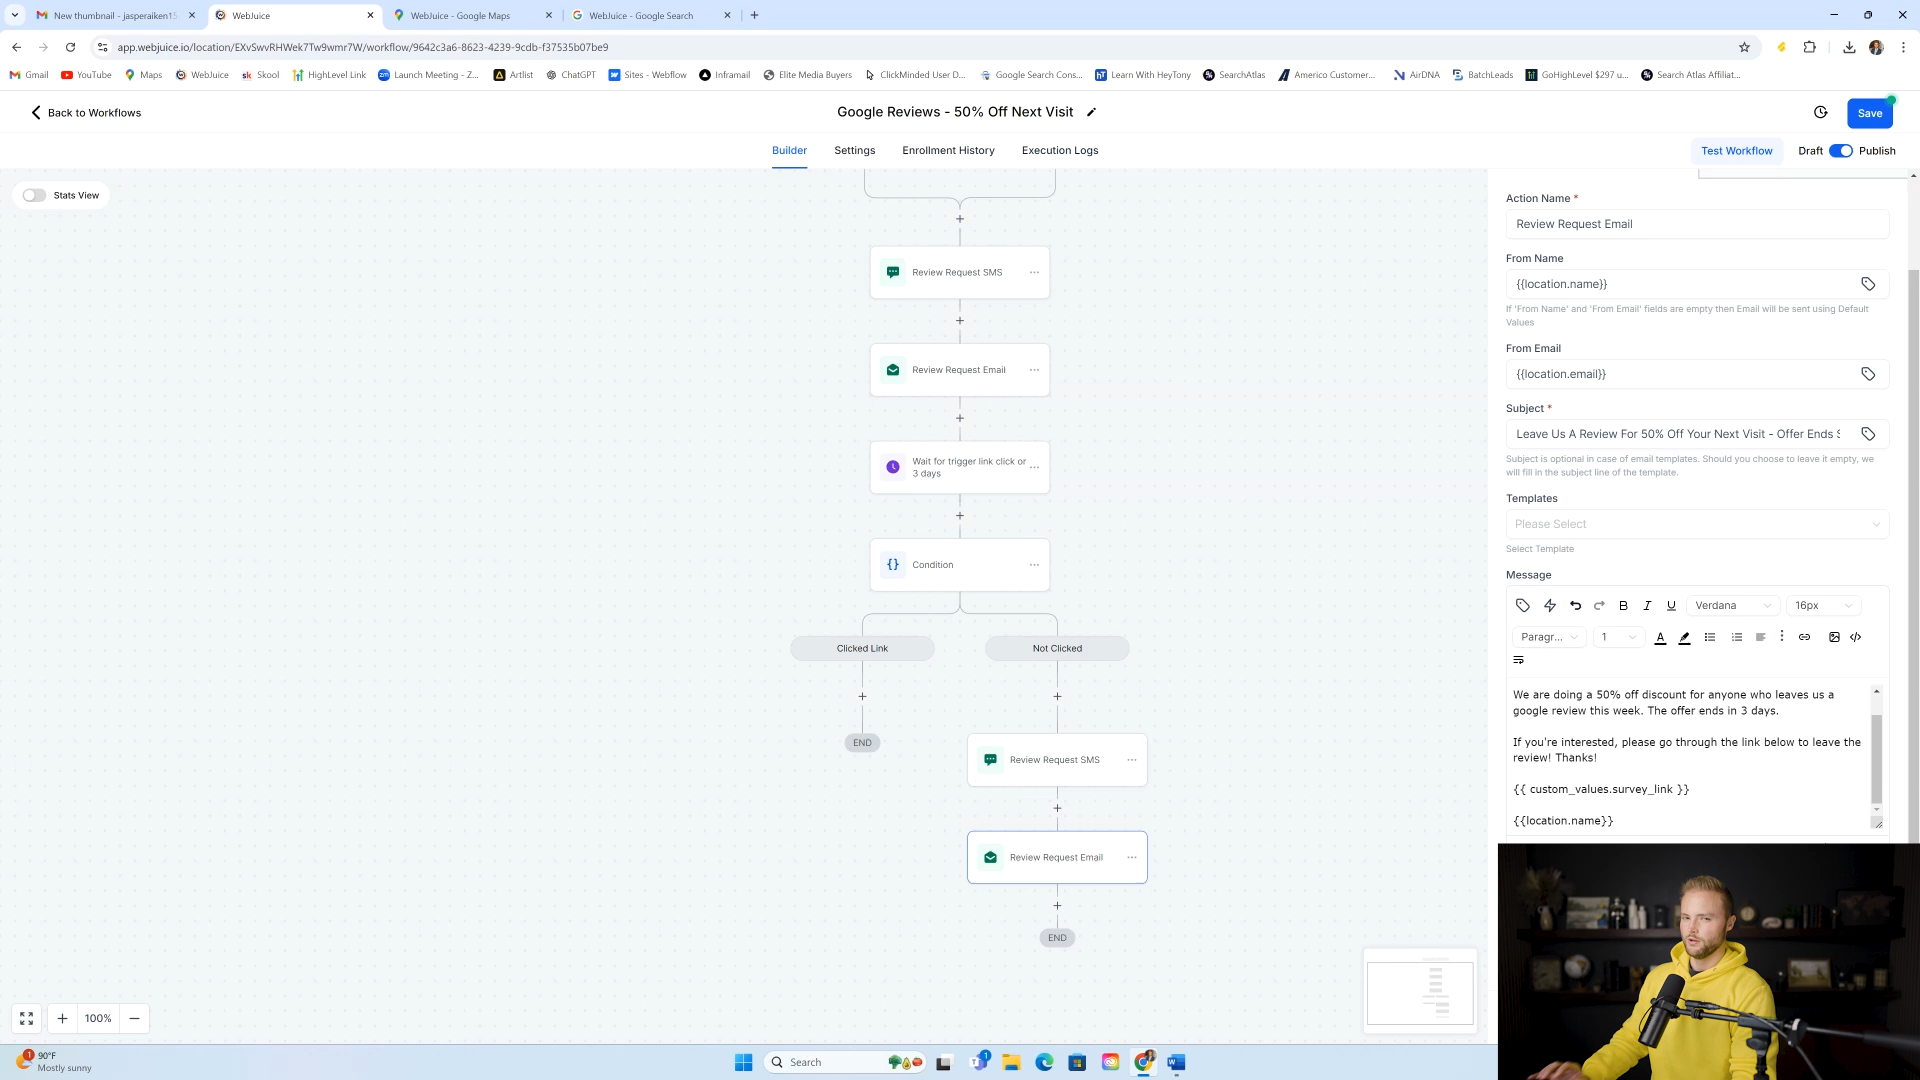 New thumbnail - jasperaiken15
WebJuice
WebJuice - Google Maps
WebJuice - Google Search
app.webjuice.io/location/EXvSwvRHWek7Tw9wmr7W/workflow/9642c3a6-8623-4239-9cdb-f37535b07be9
Gmail
YouTube
Maps
WebJuice
Skool
HighLevel Link
Launch Meeting - Z...
Artlist
ChatGPT
Sites - Webflow
Inframail
Elite Media Buyers
ClickMinded User D...
Google Search Cons...
Learn With HeyTony
SearchAtlas
Americo Customer...
AirDNA
BatchLeads
GoHighLevel $297 u...
Search Atlas Affiliat...
Back to Workflows
Google Reviews - 50% Off Next Visit
Save
Builder
Settings
Enrollment History
Execution Logs
Test Workflow
Draft
Publish
Stats View
Review Request SMS
Review Request Email
Wait for trigger link click or
3 days
Condition
Clicked Link
Not Clicked
END
Review Request SMS
Review Request Email
END
100%
Action Name *
Review Request Email
From Name
{{location.name}}
If 'From Name' and 'From Email' fields are empty then Email will be sent using Default
Values
From Email
{{location.email}}
Subject *
Leave Us A Review For 50% Off Your Next Visit - Offer Ends S
Subject is optional in case of email templates. Should you choose to leave it empty, we
will fill in the subject line of the template.
Templates
Please Select
Select Template
Message
Verdana
16px
Paragr...
1
We are doing a 50% off discount for anyone who leaves us a
google review this week. The offer ends in 3 days.
If you're interested, please go through the link below to leave the
review! Thanks!
{{ custom_values.survey_link }}
{{location.name}}
1
90°F
Mostly sunny
Search
1